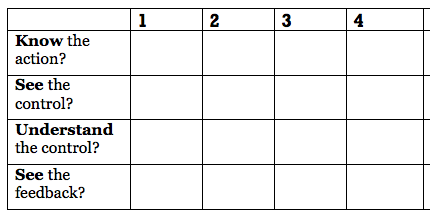 1 2 3 4
Know the
action?
See the
control?
Understand
the control?
See the
feedback?